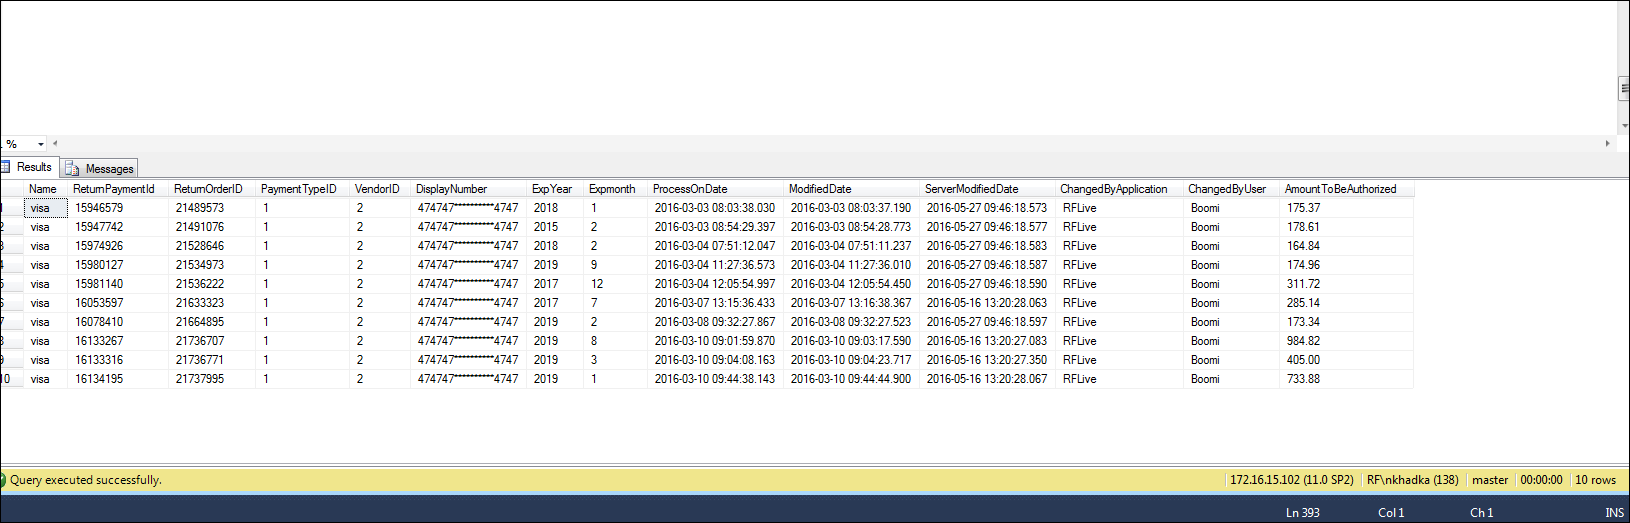 %
Results Messages
Name ReturnPaymentId ReturnOrderID PaymentTypeID VendorID DisplayNumber ExpYear Expmonth ProcessOnDate ModifiedDate ServerModifiedDate ChangedByApplication ChangedByUser AmountToBeAuthorized
1 visa 15946579 21489573 1 2 474747**********4747 2018 1 2016-03-03 08:03:38.030 2016-03-03 08:03:37.190 2016-05-27 09:46:18.573 RFLive Boomi 175.37
2 visa 15947742 21491076 1 2 474747**********4747 2015 2 2016-03-03 08:54:29.397 2016-03-03 08:54:28.773 2016-05-27 09:46:18.577 RFLive Boomi 178.61
3 visa 15974926 21528646 1 2 474747**********4747 2018 2 2016-03-04 07:51:12.047 2016-03-04 07:51:11.237 2016-05-27 09:46:18.583 RFLive Boomi 164.84
4 visa 15980127 21534973 1 2 474747**********4747 2019 9 2016-03-04 11:27:36.573 2016-03-04 11:27:36.010 2016-05-27 09:46:18.587 RFLive Boomi 174.96
5 visa 15981140 21536222 1 2 474747**********4747 2017 12 2016-03-04 12:05:54.997 2016-03-04 12:05:54.450 2016-05-27 09:46:18.590 RFLive Boomi 311.72
6 visa 16053597 21633323 1 2 474747**********4747 2017 7 2016-03-07 13:15:36.433 2016-03-07 13:16:38.367 2016-05-16 13:20:28.063 RFLive Boomi 285.14
7 visa 16078410 21664895 1 2 474747**********4747 2019 2 2016-03-08 09:32:27.867 2016-03-08 09:32:27.523 2016-05-27 09:46:18.597 RFLive Boomi 173.34
8 visa 16133267 21736707 1 2 474747**********4747 2019 8 2016-03-10 09:01:59.870 2016-03-10 09:03:17.590 2016-05-16 13:20:27.083 RFLive Boomi 984.82
9 visa 16133316 21736771 1 2 474747**********4747 2019 3 2016-03-10 09:04:08.163 2016-03-10 09:04:23.717 2016-05-16 13:20:27.350 RFLive Boomi 405.00
10 visa 16134195 21737995 1 2 474747**********4747 2019 1 2016-03-10 09:44:38.143 2016-03-10 09:44:44.900 2016-05-16 13:20:28.067 RFLive Boomi 733.88
Query executed successfully. 172.16.15.102 (11.0 SP2) RF\nkhadka (138) master 00:00:00 10 rows
Ln 393 Col 1 Ch 1 INS